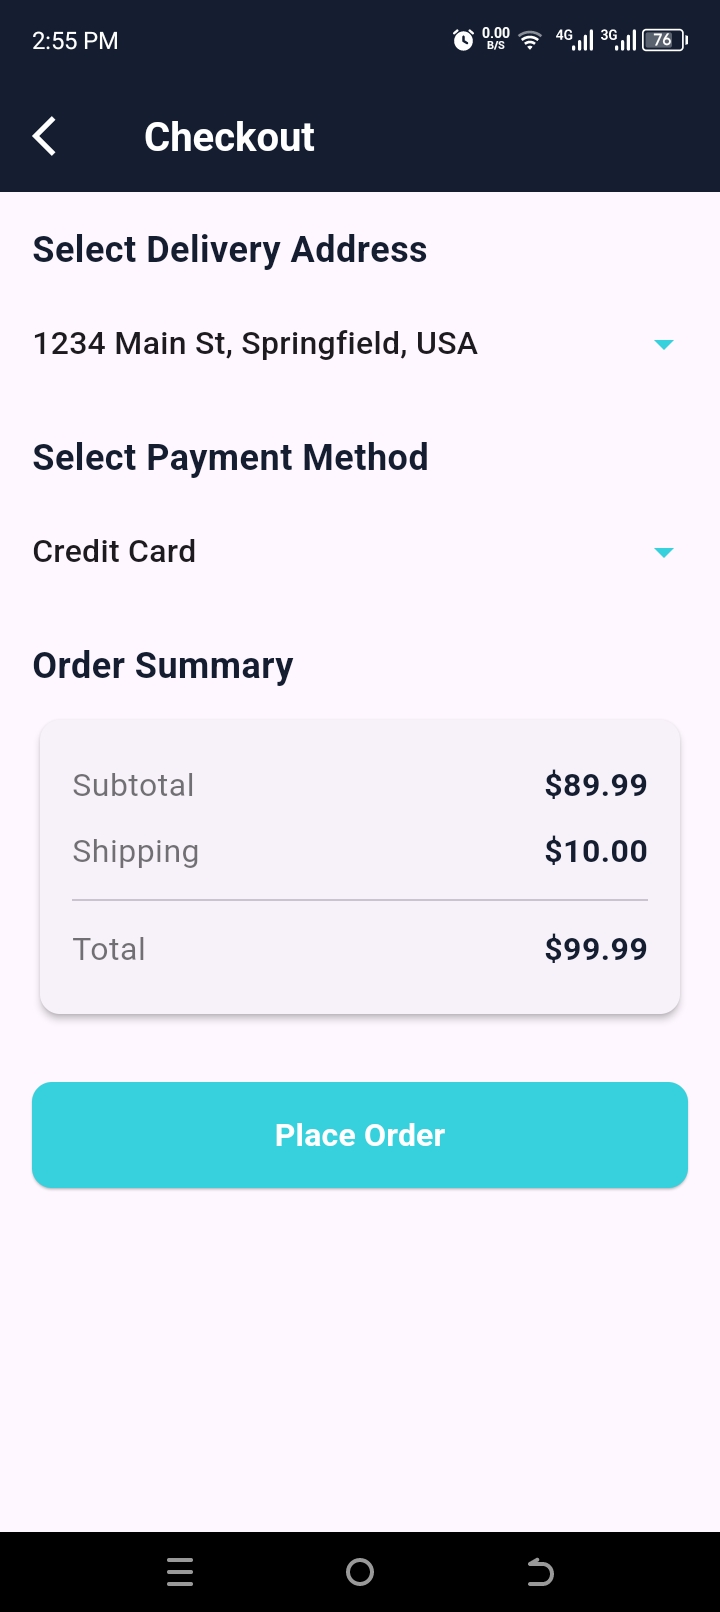 2:55 PM
0.00
B/S
4G
3G
76
Checkout
Select Delivery Address
1234 Main St, Springfield, USA
Select Payment Method
Credit Card
Order Summary
Subtotal $89.99
Shipping $10.00
Total $99.99
Place Order